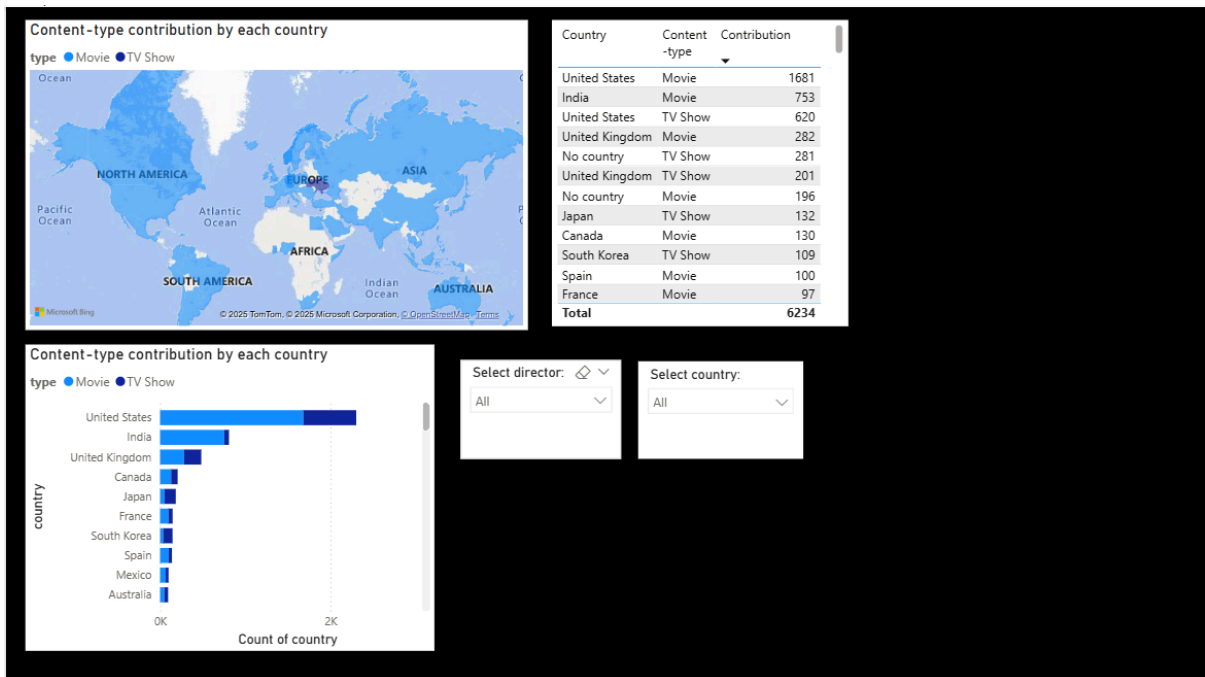 Content-type contribution by each country
type Movie TV Show
Ocean
NORTH AMERICA
EUROPE
ASIA
Pacific
Ocean
Atlantic
Ocean
AFRICA
SOUTH AMERICA
Indian
Ocean
AUSTRALIA
Microsoft Bing
© 2025 TomTom, © 2025 Microsoft Corporation, © OpenStreetMap Terms
Country Content
-type Contribution
United States Movie 1681
India Movie 753
United States TV Show 620
United Kingdom Movie 282
No country TV Show 281
United Kingdom TV Show 201
No country Movie 196
Japan TV Show 132
Canada Movie 130
South Korea TV Show 109
Spain Movie 100
France Movie 97
Total 6234
Content-type contribution by each country
type Movie TV Show
country
United States
India
United Kingdom
Canada
Japan
France
South Korea
Spain
Mexico
Australia
0K 2K
Count of country
Select director:
All
Select country:
All